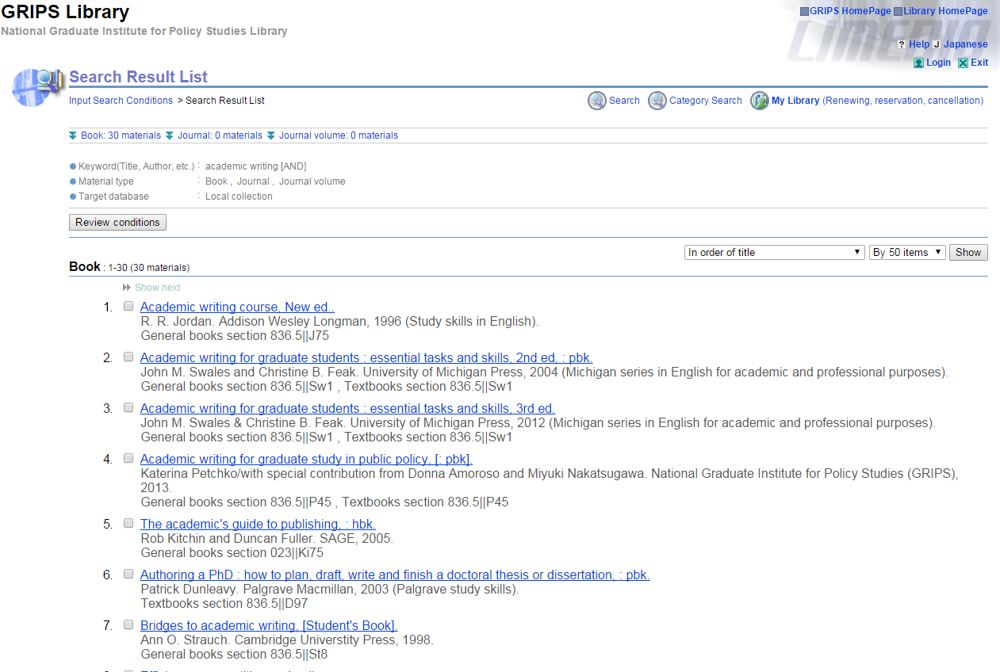 GRIPS Library
National Graduate Institute for Policy Studies Library
GRIPS HomePage Library HomePage
LIMEDIO
? Help J Japanese
Login Exit
Search Result List
Input Search Conditions > Search Result List
Search Category Search My Library (Renewing, reservation, cancellation)
Book: 30 materials Journal: 0 materials Journal volume: 0 materials
Keyword(Title, Author, etc.) : academic writing [AND]
Material type : Book , Journal , Journal volume
Target database : Local collection
Review conditions
In order of title By 50 items Show
Book : 1-30 (30 materials)
Show next
1. Academic writing course, New ed..
R. R. Jordan. Addison Wesley Longman, 1996 (Study skills in English).
General books section 836.5||J75
2. Academic writing for graduate students : essential tasks and skills, 2nd ed, : pbk.
John M. Swales and Christine B. Feak. University of Michigan Press, 2004 (Michigan series in English for academic and professional purposes).
General books section 836.5||Sw1 , Textbooks section 836.5||Sw1
3. Academic writing for graduate students : essential tasks and skills, 3rd ed.
John M. Swales & Christine B. Feak. University of Michigan Press, 2012 (Michigan series in English for academic and professional purposes).
General books section 836.5||Sw1 , Textbooks section 836.5||Sw1
4. Academic writing for graduate study in public policy, [: pbk].
Katerina Petchko/with special contribution from Donna Amoroso and Miyuki Nakatsugawa. National Graduate Institute for Policy Studies (GRIPS),
2013.
General books section 836.5||P45 , Textbooks section 836.5||P45
5. The academic's guide to publishing, : hbk.
Rob Kitchin and Duncan Fuller. SAGE, 2005.
General books section 023||Ki75
6. Authoring a PhD : how to plan, draft, write and finish a doctoral thesis or dissertation, : pbk.
Patrick Dunleavy. Palgrave Macmillan, 2003 (Palgrave study skills).
Textbooks section 836.5||D97
7. Bridges to academic writing, [Student's Book].
Ann O. Strauch. Cambridge Universtity Press, 1998.
General books section 836.5||St8